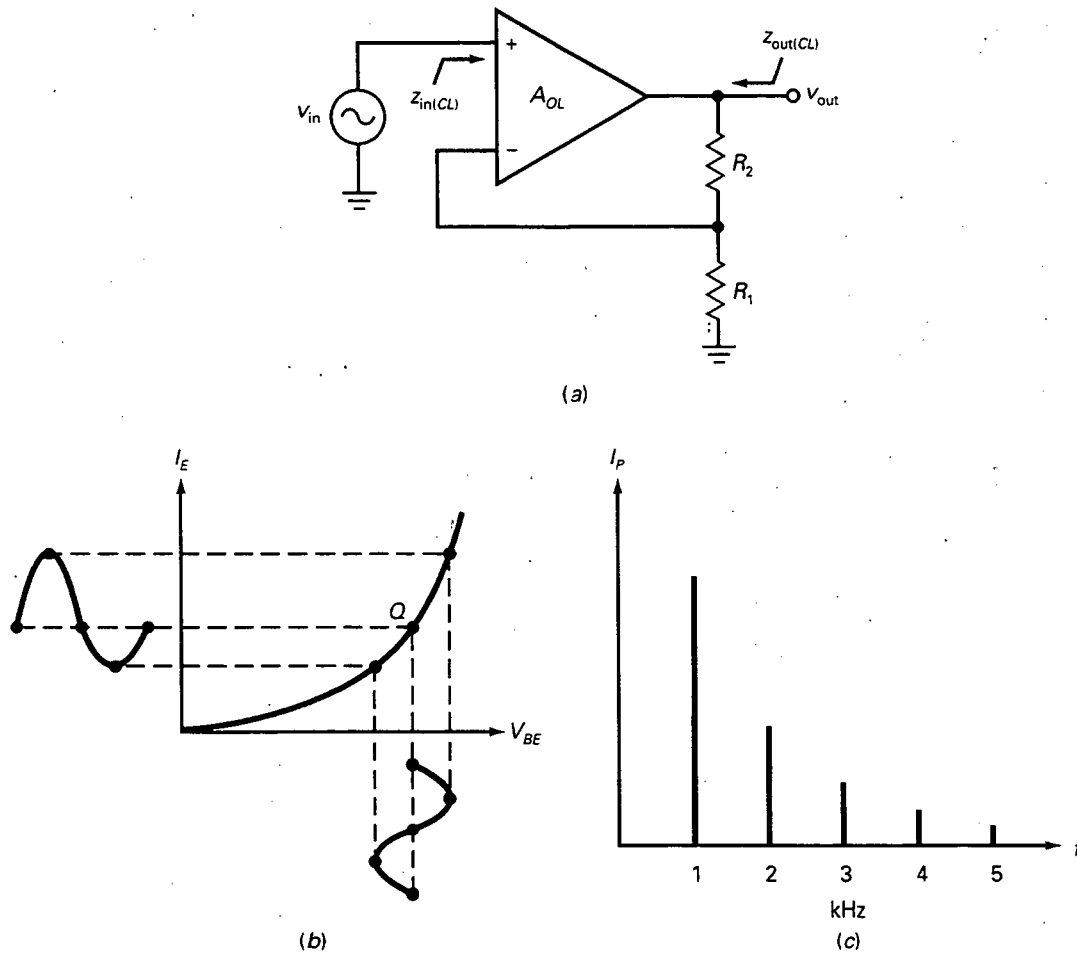 z_out(CL)
+
z_in(CL)
A_OL
v_out
v_in
−
R_2
R_1
(a)
I_E
I_P
Q
V_BE
f
1 2 3 4 5
kHz
(b)
(c)